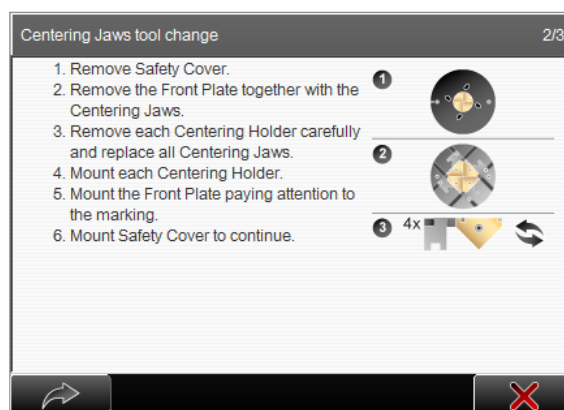 Centering Jaws tool change 2/3
1. Remove Safety Cover.
2. Remove the Front Plate together with the
Centering Jaws.
3. Remove each Centering Holder carefully
and replace all Centering Jaws.
4. Mount each Centering Holder.
5. Mount the Front Plate paying attention to
the marking.
6. Mount Safety Cover to continue.
1
2
3 4x